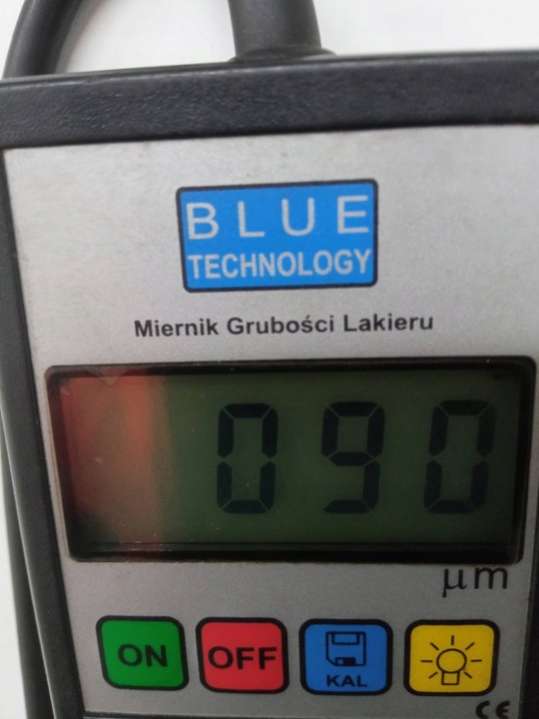 BLUE
TECHNOLOGY
Miernik Grubości Lakieru
090
μm
ON
OFF
KAL
CE